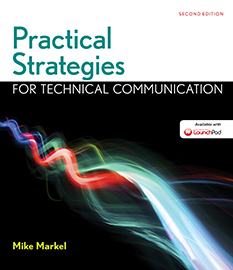 SECOND EDITION
Practical
Strategies
FOR TECHNICAL COMMUNICATION
Available with
LaunchPad
Mike Markel